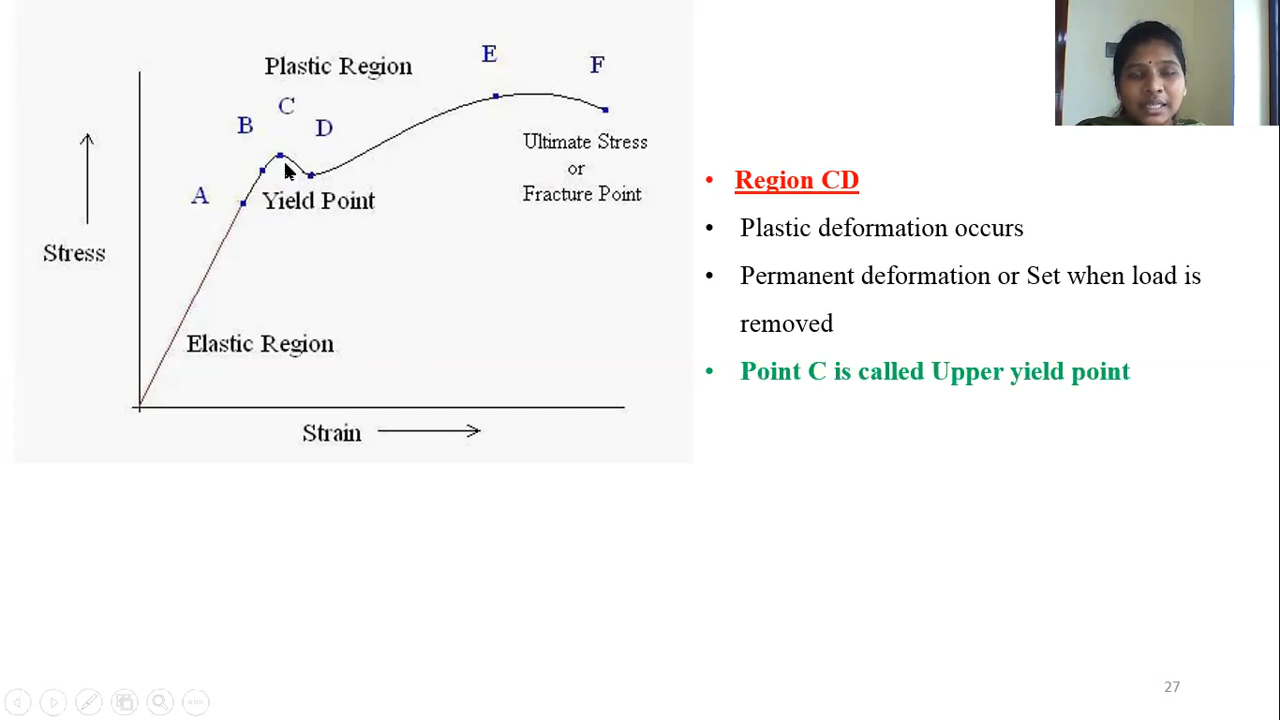 Plastic Region
E
F
C
B
D
A
Yield Point
Ultimate Stress
or
Fracture Point
Stress
Elastic Region
Strain
• Region CD
• Plastic deformation occurs
• Permanent deformation or Set when load is
removed
• Point C is called Upper yield point
27